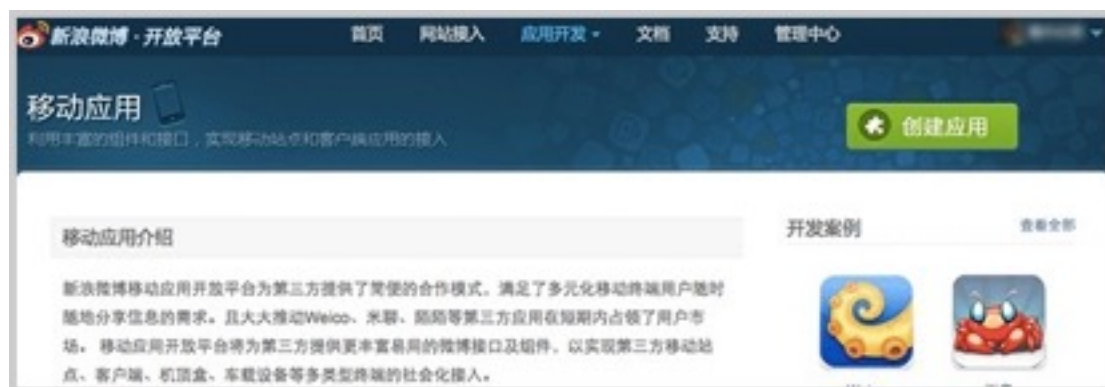 新浪微博·开放平台
首页 网站接入 应用开发 文档 支持 管理中心
移动应用
利用丰富的组件和接口，实现移动站点和客户端应用的接入
创建应用
移动应用介绍
新浪微博移动应用开放平台为第三方提供了简便的合作模式，满足了多元化移动终端用户随时
随地分享信息的需求。且大大推动Weico、米聊、陌陌等第三方应用在短期内占领了用户市
场。 移动应用开放平台将为第三方提供更丰富易用的微博接口及组件，以实现第三方移动站
点、客户端、机顶盒、车载设备等多类型终端的社会化接入。
开发案例
查看全部